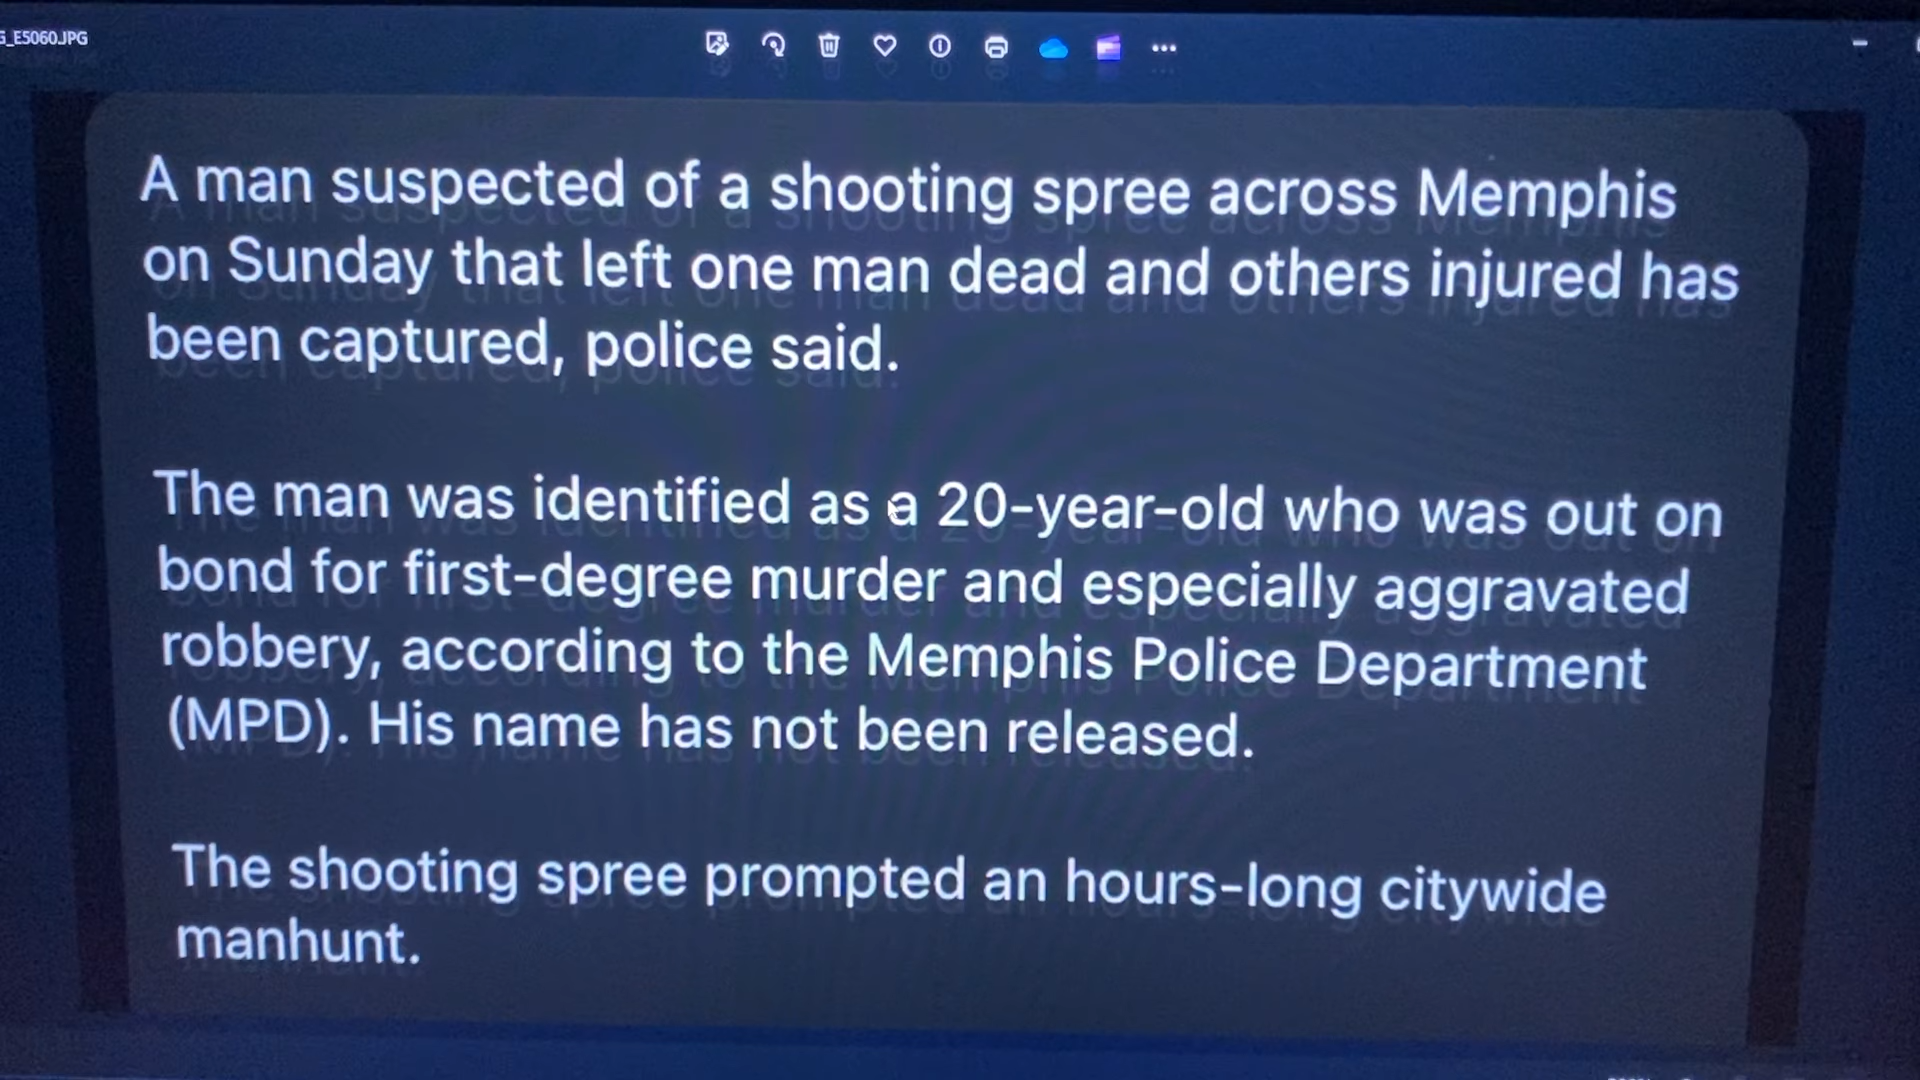 G_E5060.JPG
A man suspected of a shooting spree across Memphis
on Sunday that left one man dead and others injured has
been captured, police said.
The man was identified as a 20-year-old who was out on
bond for first-degree murder and especially aggravated
robbery, according to the Memphis Police Department
(MPD). His name has not been released.
The shooting spree prompted an hours-long citywide
manhunt.